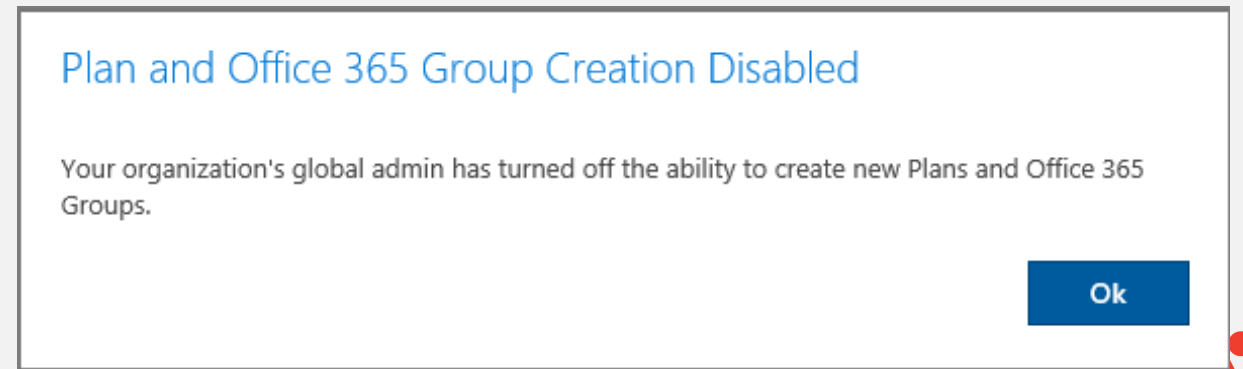 Plan and Office 365 Group Creation Disabled
Your organization's global admin has turned off the ability to create new Plans and Office 365
Groups.
Ok